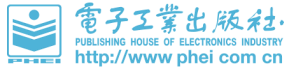 電子工業出版社
PUBLISHING HOUSE OF ELECTRONICS INDUSTRY
PHEI http://www phei com cn